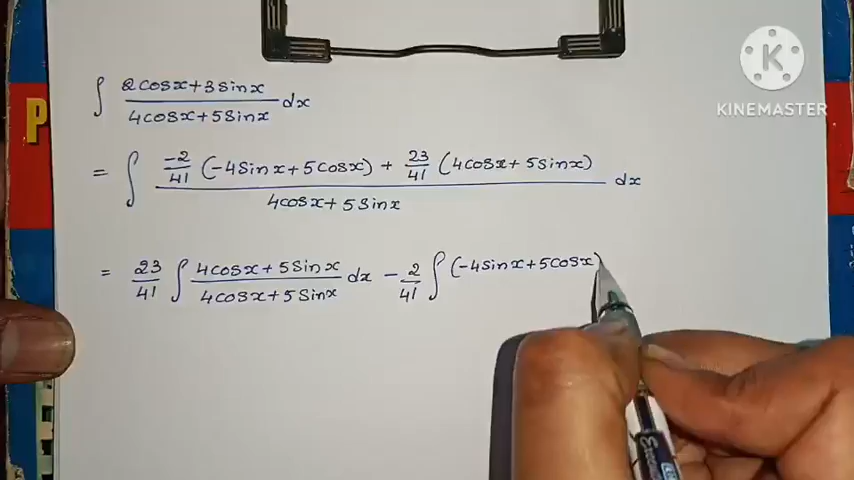 K
KINEMASTER
P
∫ (2cosx+3sinx)/(4cosx+5sinx) dx
= ∫ (-2/41 (-4sinx+5cosx) + 23/41 (4cosx+5sinx))/(4cosx+5sinx) dx
= 23/41 ∫ (4cosx+5sinx)/(4cosx+5sinx) dx - 2/41 ∫ (-4sinx+5cosx)